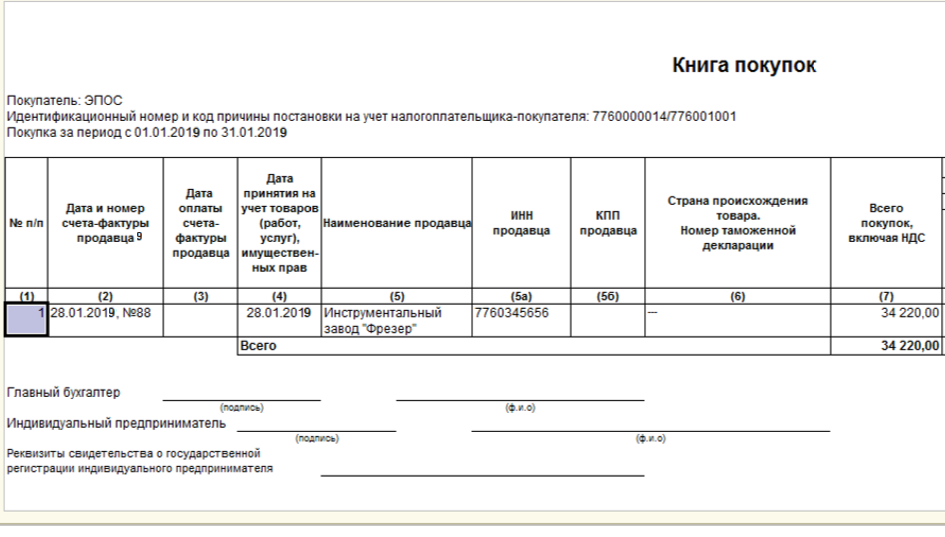 Книга покупок
Покупатель: ЭПОС
Идентификационный номер и код причины постановки на учет налогоплательщика-покупателя: 7760000014/776001001
Покупка за период с 01.01.2019 по 31.01.2019
№ п/п
Дата и номер
счета-фактуры
продавца 9
Дата
оплаты
счета-
фактуры
продавца
Дата
принятия на
учет товаров
(работ,
услуг),
имуществен-
ных прав
Наименование продавца
ИНН
продавца
КПП
продавца
Страна происхождения
товара.
Номер таможенной
декларации
Всего
покупок,
включая НДС
(1) (2) (3) (4) (5) (5а) (5б) (6) (7)
1 28.01.2019, №88 28.01.2019 Инструментальный 7760345656 --- 34 220,00
завод "Фрезер"
Всего 34 220,00
Главный бухгалтер
(подпись) (ф.и.о)
Индивидуальный предприниматель
(подпись) (ф.и.о)
Реквизиты свидетельства о государственной
регистрации индивидуального предпринимателя